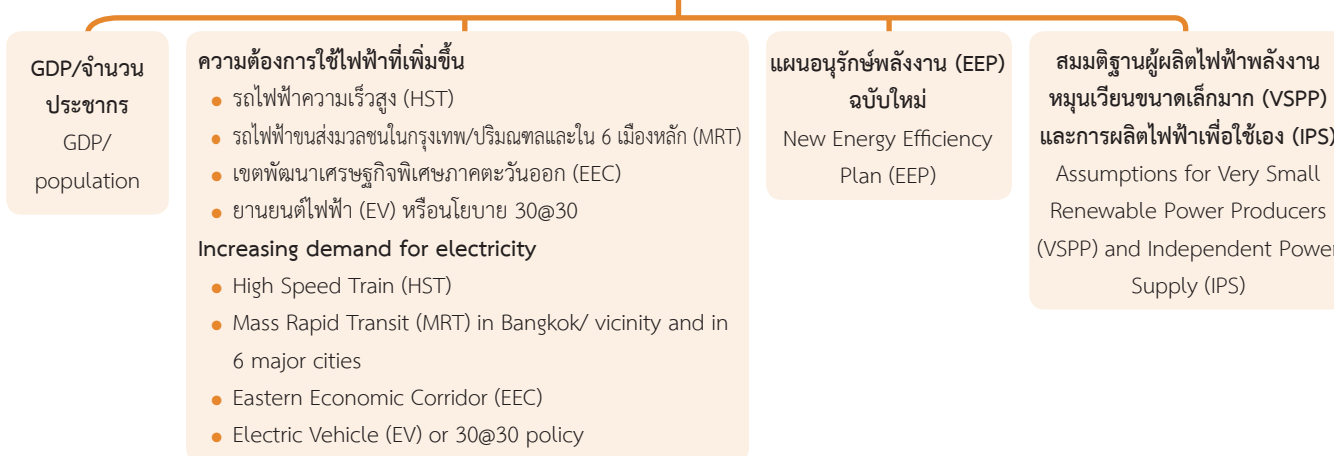 GDP/จำนวน
ประชากร
GDP/
population
ความต้องการใช้ไฟฟ้าที่เพิ่มขึ้น
รถไฟฟ้าความเร็วสูง (HST)
รถไฟฟ้าขนส่งมวลชนในกรุงเทพ/ปริมณฑลและใน 6 เมืองหลัก (MRT)
เขตพัฒนาเศรษฐกิจพิเศษภาคตะวันออก (EEC)
ยานยนต์ไฟฟ้า (EV) หรือนโยบาย 30@30
Increasing demand for electricity
High Speed Train (HST)
Mass Rapid Transit (MRT) in Bangkok/ vicinity and in
6 major cities
Eastern Economic Corridor (EEC)
Electric Vehicle (EV) or 30@30 policy
แผนอนุรักษ์พลังงาน (EEP)
ฉบับใหม่
New Energy Efficiency
Plan (EEP)
สมมติฐานผู้ผลิตไฟฟ้าพลังงาน
หมุนเวียนขนาดเล็กมาก (VSPP)
และการผลิตไฟฟ้าเพื่อใช้เอง (IPS)
Assumptions for Very Small
Renewable Power Producers
(VSPP) and Independent Power
Supply (IPS)